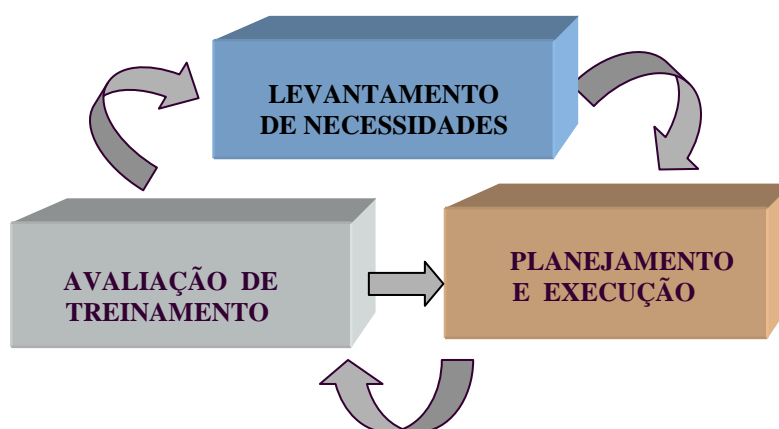 LEVANTAMENTO
DE NECESSIDADES
AVALIAÇÃO DE
TREINAMENTO
PLANEJAMENTO
E EXECUÇÃO